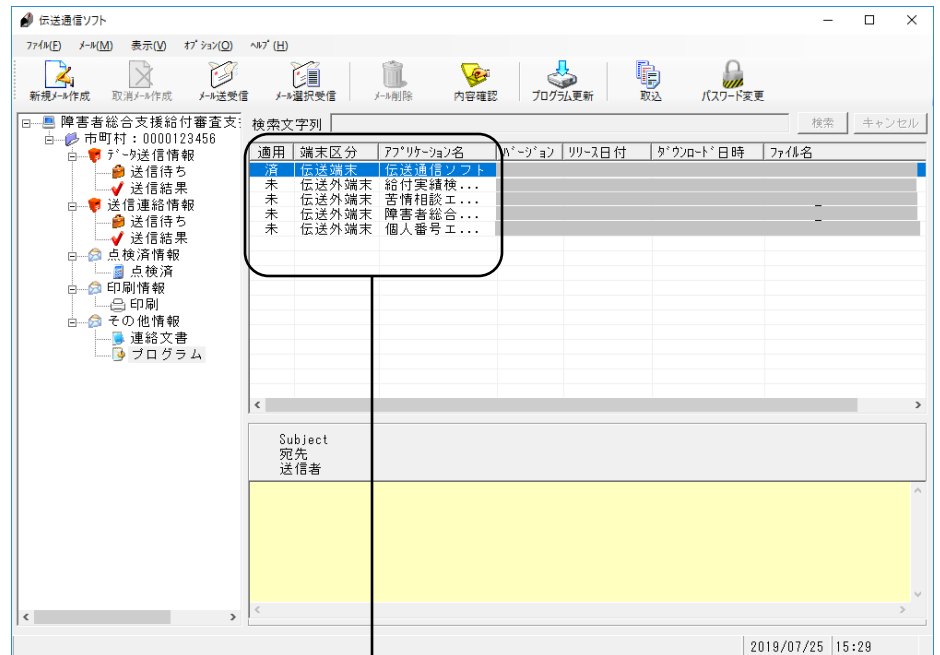 伝送通信ソフト
ﾌｧｲﾙ(F) ﾒｰﾙ(M) 表示(V) ｵﾌﾟｼｮﾝ(O) ﾍﾙﾌﾟ(H)
新規ﾒｰﾙ作成 取消ﾒｰﾙ作成 ﾒｰﾙ送受信 ﾒｰﾙ選択受信 ﾒｰﾙ削除 内容確認 プログラム更新 取込 パスワード変更
障害者総合支援給付審査支
市町村：0000123456
ﾃﾞｰﾀ送信情報
送信待ち
送信結果
送信連絡情報
送信待ち
送信結果
点検済情報
点検済
印刷情報
印刷
その他情報
連絡文書
プログラム
検索文字列 検索 キャンセル
適用 端末区分 ｱﾌﾟﾘｹｰｼｮﾝ名 ﾊﾞｰｼﾞｮﾝ ﾘﾘｰｽ日付 ﾀﾞｳﾝﾛｰﾄﾞ日時 ﾌｧｲﾙ名
済 伝送端末 伝送通信ソフト
未 伝送外端末 給付実績検...
未 伝送外端末 苦情相談エ...
未 伝送外端末 障害者総合...
未 伝送外端末 個人番号エ...
Subject
宛先
送信者
2019/07/25 15:29